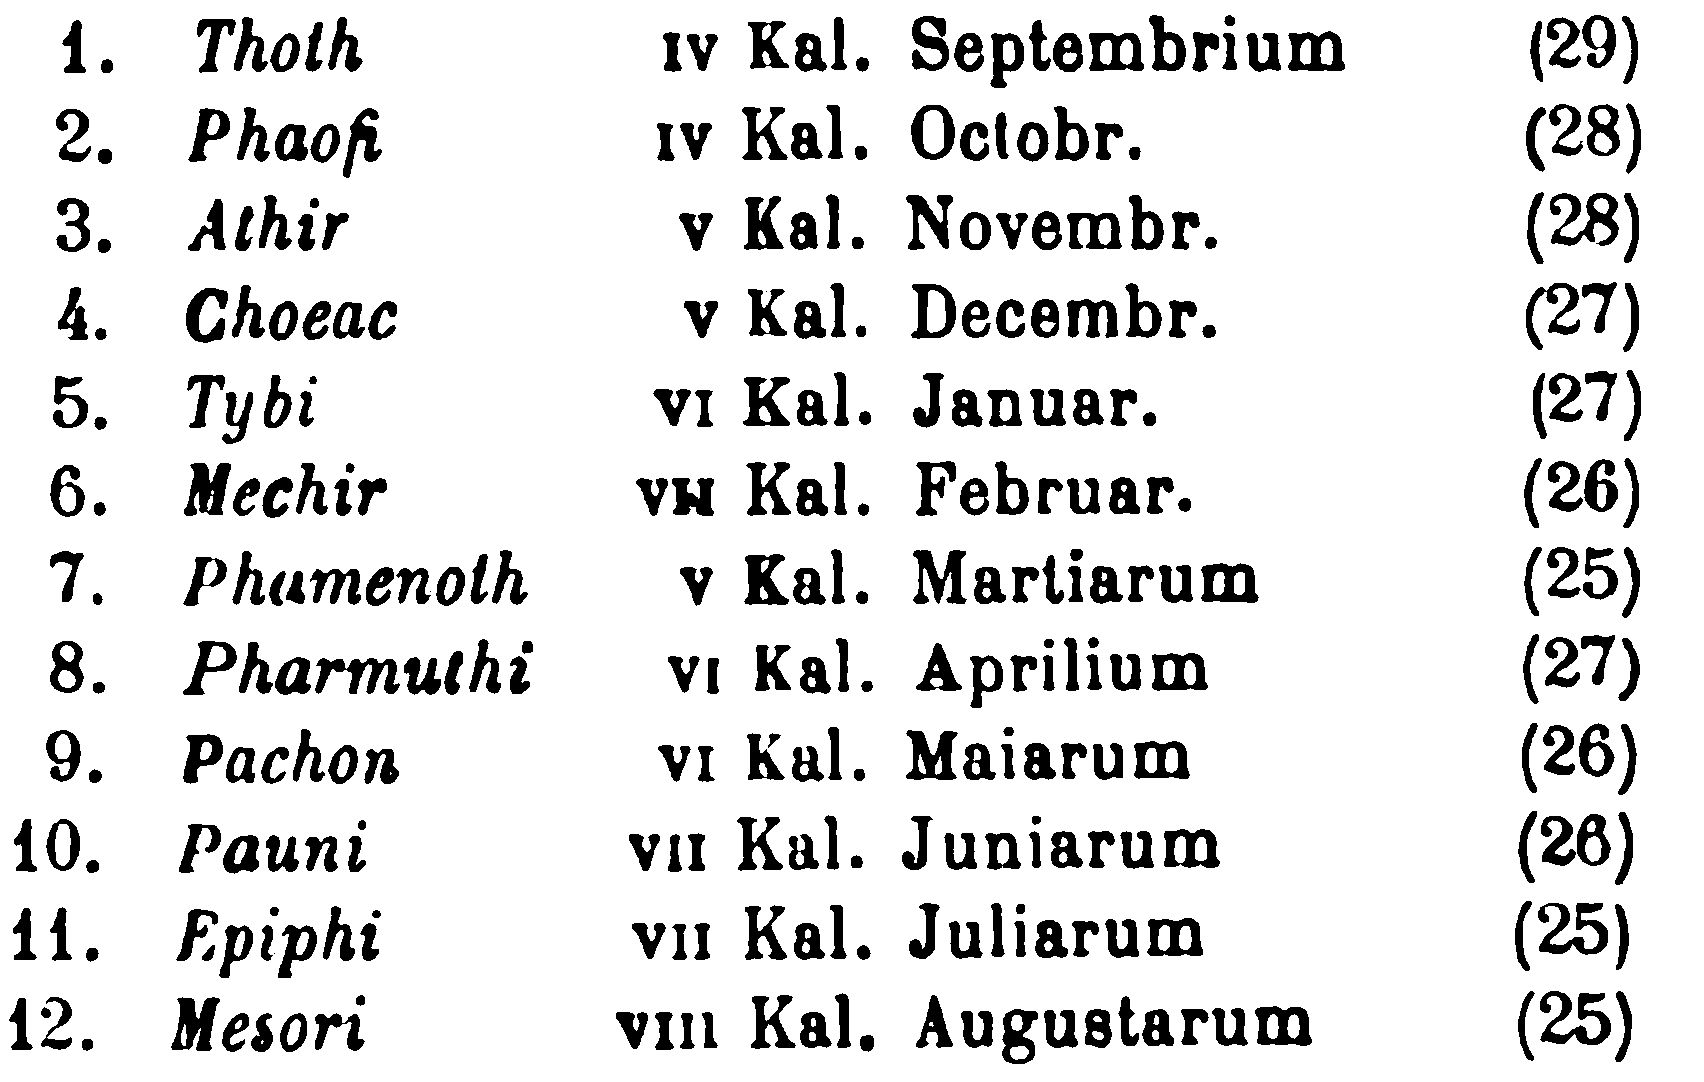 1. Thoth IV Kal. Septembrium (29)
2. Phaofi IV Kal. Octobr. (28)
3. Athir V Kal. Novembr. (28)
4. Choeac V Kal. Decembr. (27)
5. Tybi VI Kal. Januar. (27)
6. Mechir VII Kal. Februar. (26)
7. Phamenoth V Kal. Martiarum (25)
8. Pharmuthi VI Kal. Aprilium (27)
9. Pachon VI Kal. Maiarum (26)
10. Pauni VII Kal. Juniarum (26)
11. Epiphi VII Kal. Juliarum (25)
12. Mesori VIII Kal. Augustarum (25)